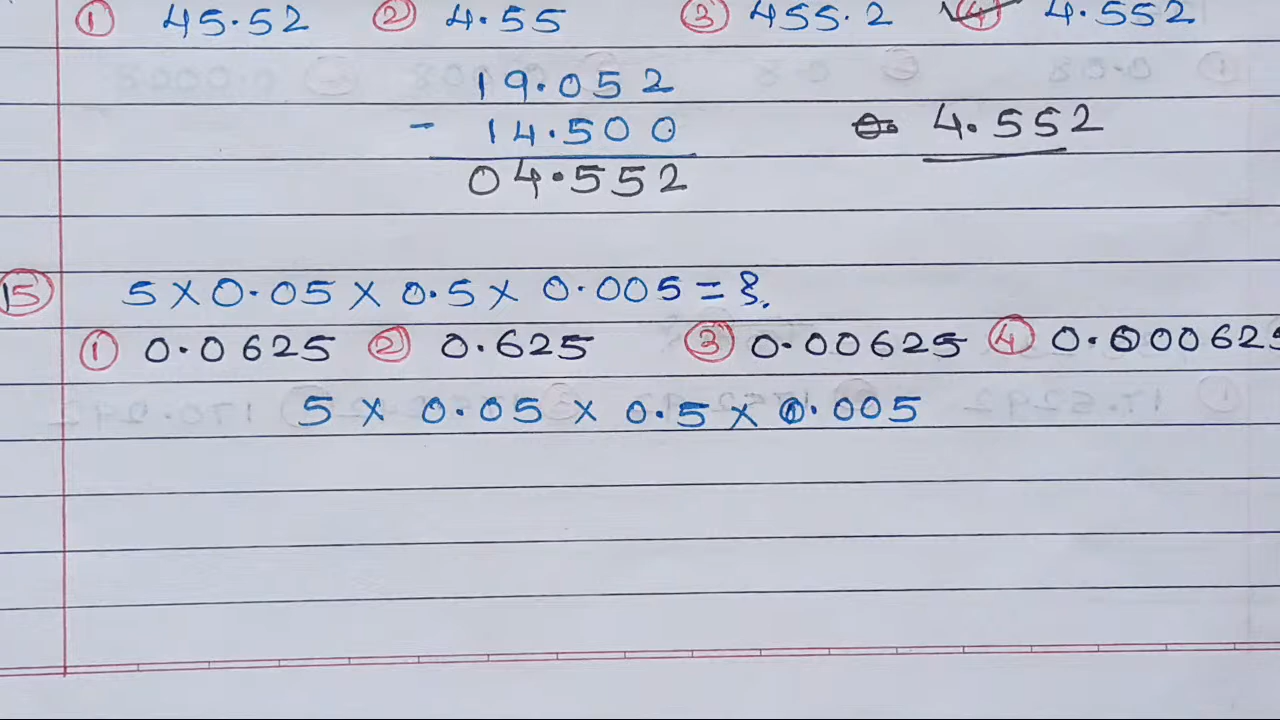 ① 45.52 ② 4.55 ③ 455.2 ④ 4.552
19.052
- 14.500 4.552
04.552
⑮ 5 × 0.05 × 0.5 × 0.005 = ?
① 0.0625 ② 0.625 ③ 0.00625 ④ 0.000625
5 × 0.05 × 0.5 × 0.005